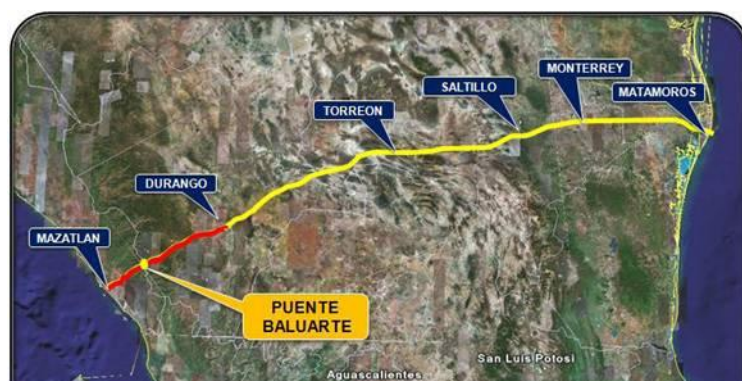 MONTERREY
SALTILLO
MATAMOROS
TORREON
DURANGO
MAZATLAN
PUENTE
BALUARTE
San Luis Potosi
Aguascalientes